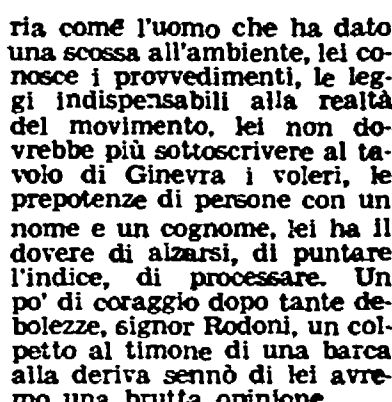 ria come l'uomo che ha dato
una scossa all'ambiente, lei co-
nosce i provvedimenti, le leg-
gi indispensabili alla realtà
del movimento, lei non do-
vrebbe più sottoscrivere al ta-
volo di Ginevra i voleri, le
prepotenze di persone con un
nome e un cognome, lei ha il
dovere di alzarsi, di puntare
l'indice, di processare. Un
po' di coraggio dopo tante de-
bolezze, signor Rodoni, un col-
petto al timone di una barca
alla deriva sennò di lei avre-
mo una brutta opinione